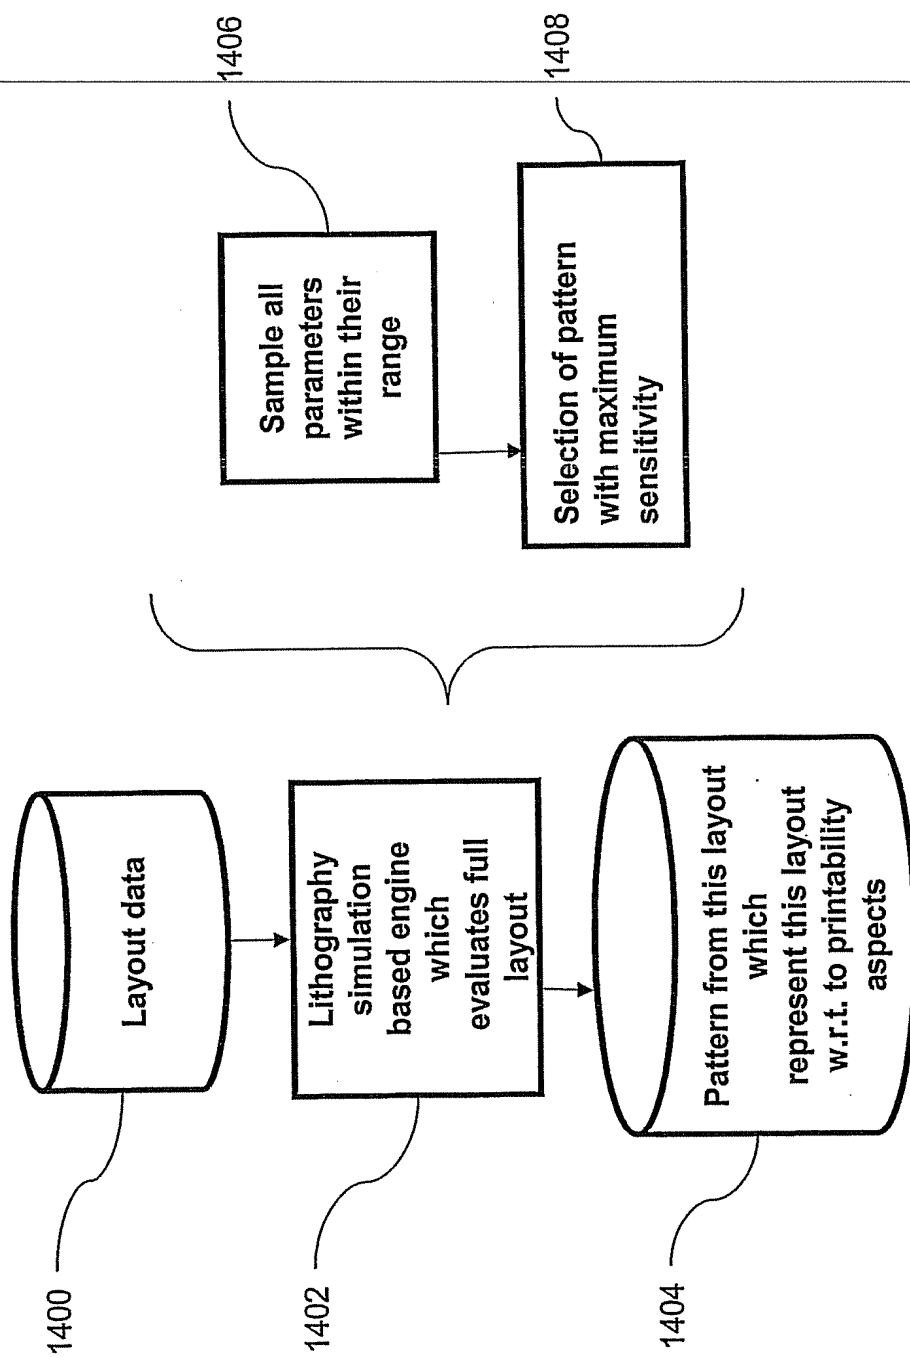 1400
Layout data
1402
Lithography
simulation
based engine
which
evaluates full
layout
1404
Pattern from this layout
which
represent this layout
w.r.t. to printability
aspects
1406
Sample all
parameters
within their
range
1408
Selection of pattern
with maximum
sensitivity